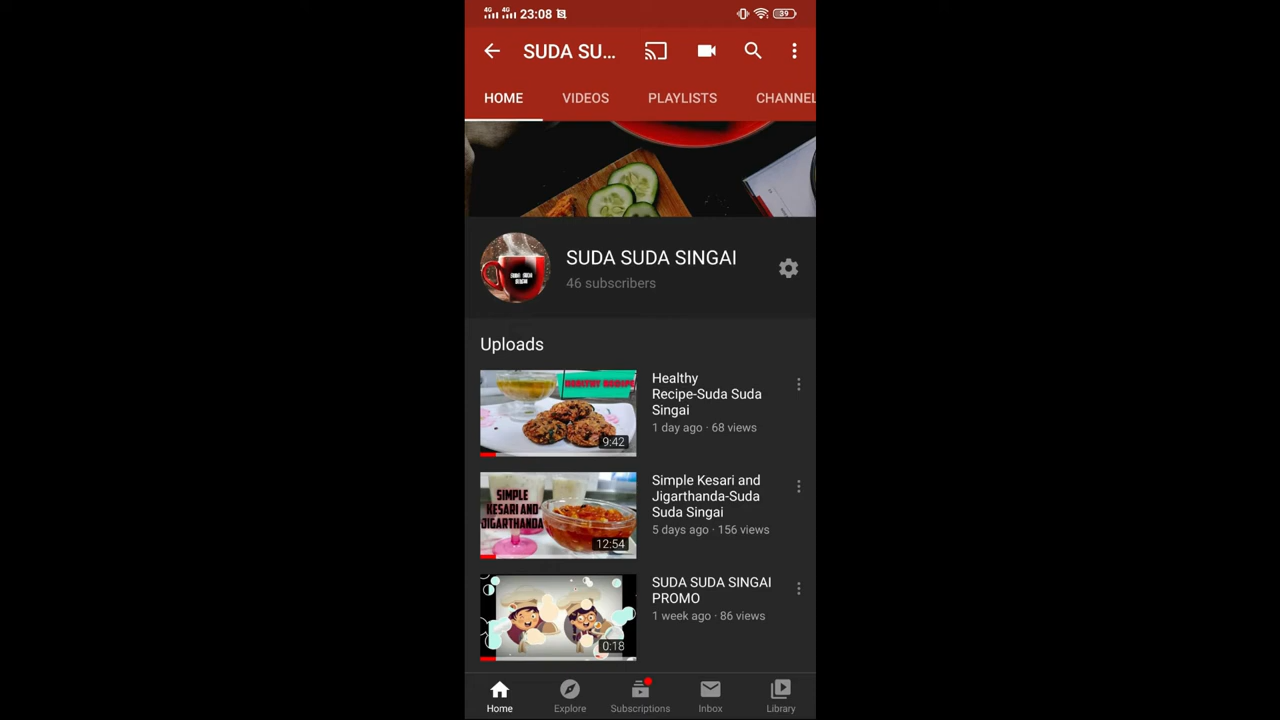 4G 4G 23:08 39
SUDA SU...
HOME VIDEOS PLAYLISTS CHANNEL
SUDA SUDA SINGAI
46 subscribers
Uploads
HEALTHY RECIPE
9:42
Healthy
Recipe-Suda Suda
Singai
1 day ago · 68 views
SIMPLE
KESARI AND
JIGARTHANDA
12:54
Simple Kesari and
Jigarthanda-Suda
Suda Singai
5 days ago · 156 views
0:18
SUDA SUDA SINGAI
PROMO
1 week ago · 86 views
Home Explore Subscriptions Inbox Library